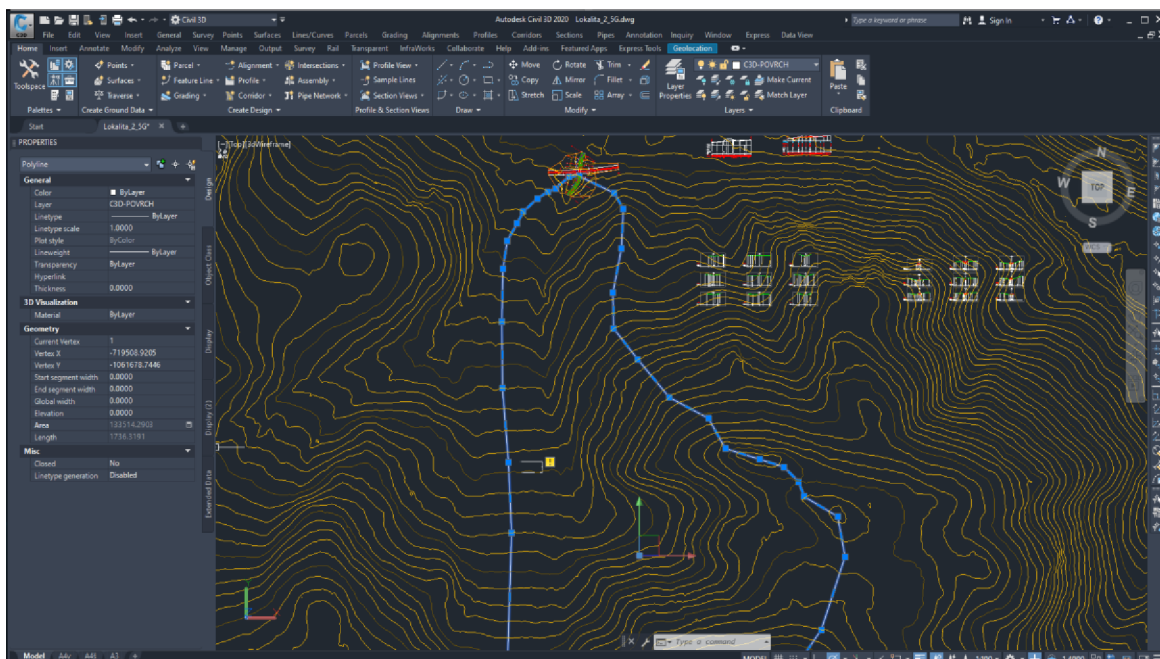 Autodesk Civil 3D 2020 Lokalita_2_5G.dwg
Civil 3D
Type a keyword or phrase
Sign In
C3D
File Edit View Insert General Survey Points Surfaces Lines/Curves Parcels Grading Alignments Profiles Corridors Sections Pipes Annotation Inquiry Window Express Data View
Home Insert Annotate Modify Analyze View Manage Output Survey Rail Transparent InfraWorks Collaborate Help Add-ins Featured Apps Express Tools Geolocation
Points Parcel Alignment Intersections Profile View Move Rotate Trim C3D-POVRCH
Surfaces Feature Line Profile Assembly Sample Lines Copy Mirror Fillet Make Current
Toolspace Traverse Grading Corridor Pipe Network Section Views Stretch Scale Array Layer Properties Match Layer Paste
Palettes Create Ground Data Create Design Profile & Section Views Draw Modify Layers Clipboard
Start Lokalita_2_5G*
PROPERTIES
[-][Top][3dWireframe]
Polyline
General
Color ByLayer
Layer C3D-POVRCH
Linetype ByLayer
Linetype scale 1.0000
Plot style ByColor
Lineweight ByLayer
Transparency ByLayer
Hyperlink
Thickness 0.0000
3D Visualization
Material ByLayer
Geometry
Current Vertex 1
Vertex X -719508.9205
Vertex Y -1061678.7446
Start segment width 0.0000
End segment width 0.0000
Global width 0.0000
Elevation 0.0000
Area 133514.2903
Length 1736.3191
Misc
Closed No
Linetype generation Disabled
Design
Object Class
Display
Display (2)
Extended Data
N
W TOP E
S
Type a command
Model A4v A4š A3
MODEL